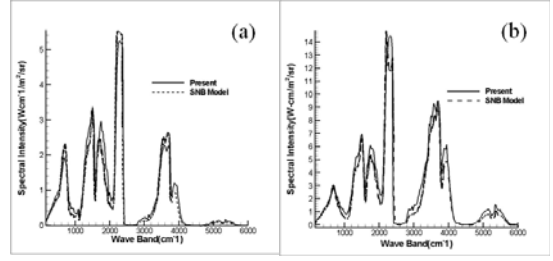 (a)
Present
SNB Model
Spectral Intensity(Wcm⁻¹/m²/sr)
5
4
3
2
1
0
1000 2000 3000 4000 5000 6000
Wave Band(cm⁻1)
(b)
Present
SNB Model
Spectral Intensity(W-cm/m²/sr)
14
13
12
11
10
9
8
7
6
5
4
3
2
1
0
1000 2000 3000 4000 5000 6000
Wave Band(cm⁻1)